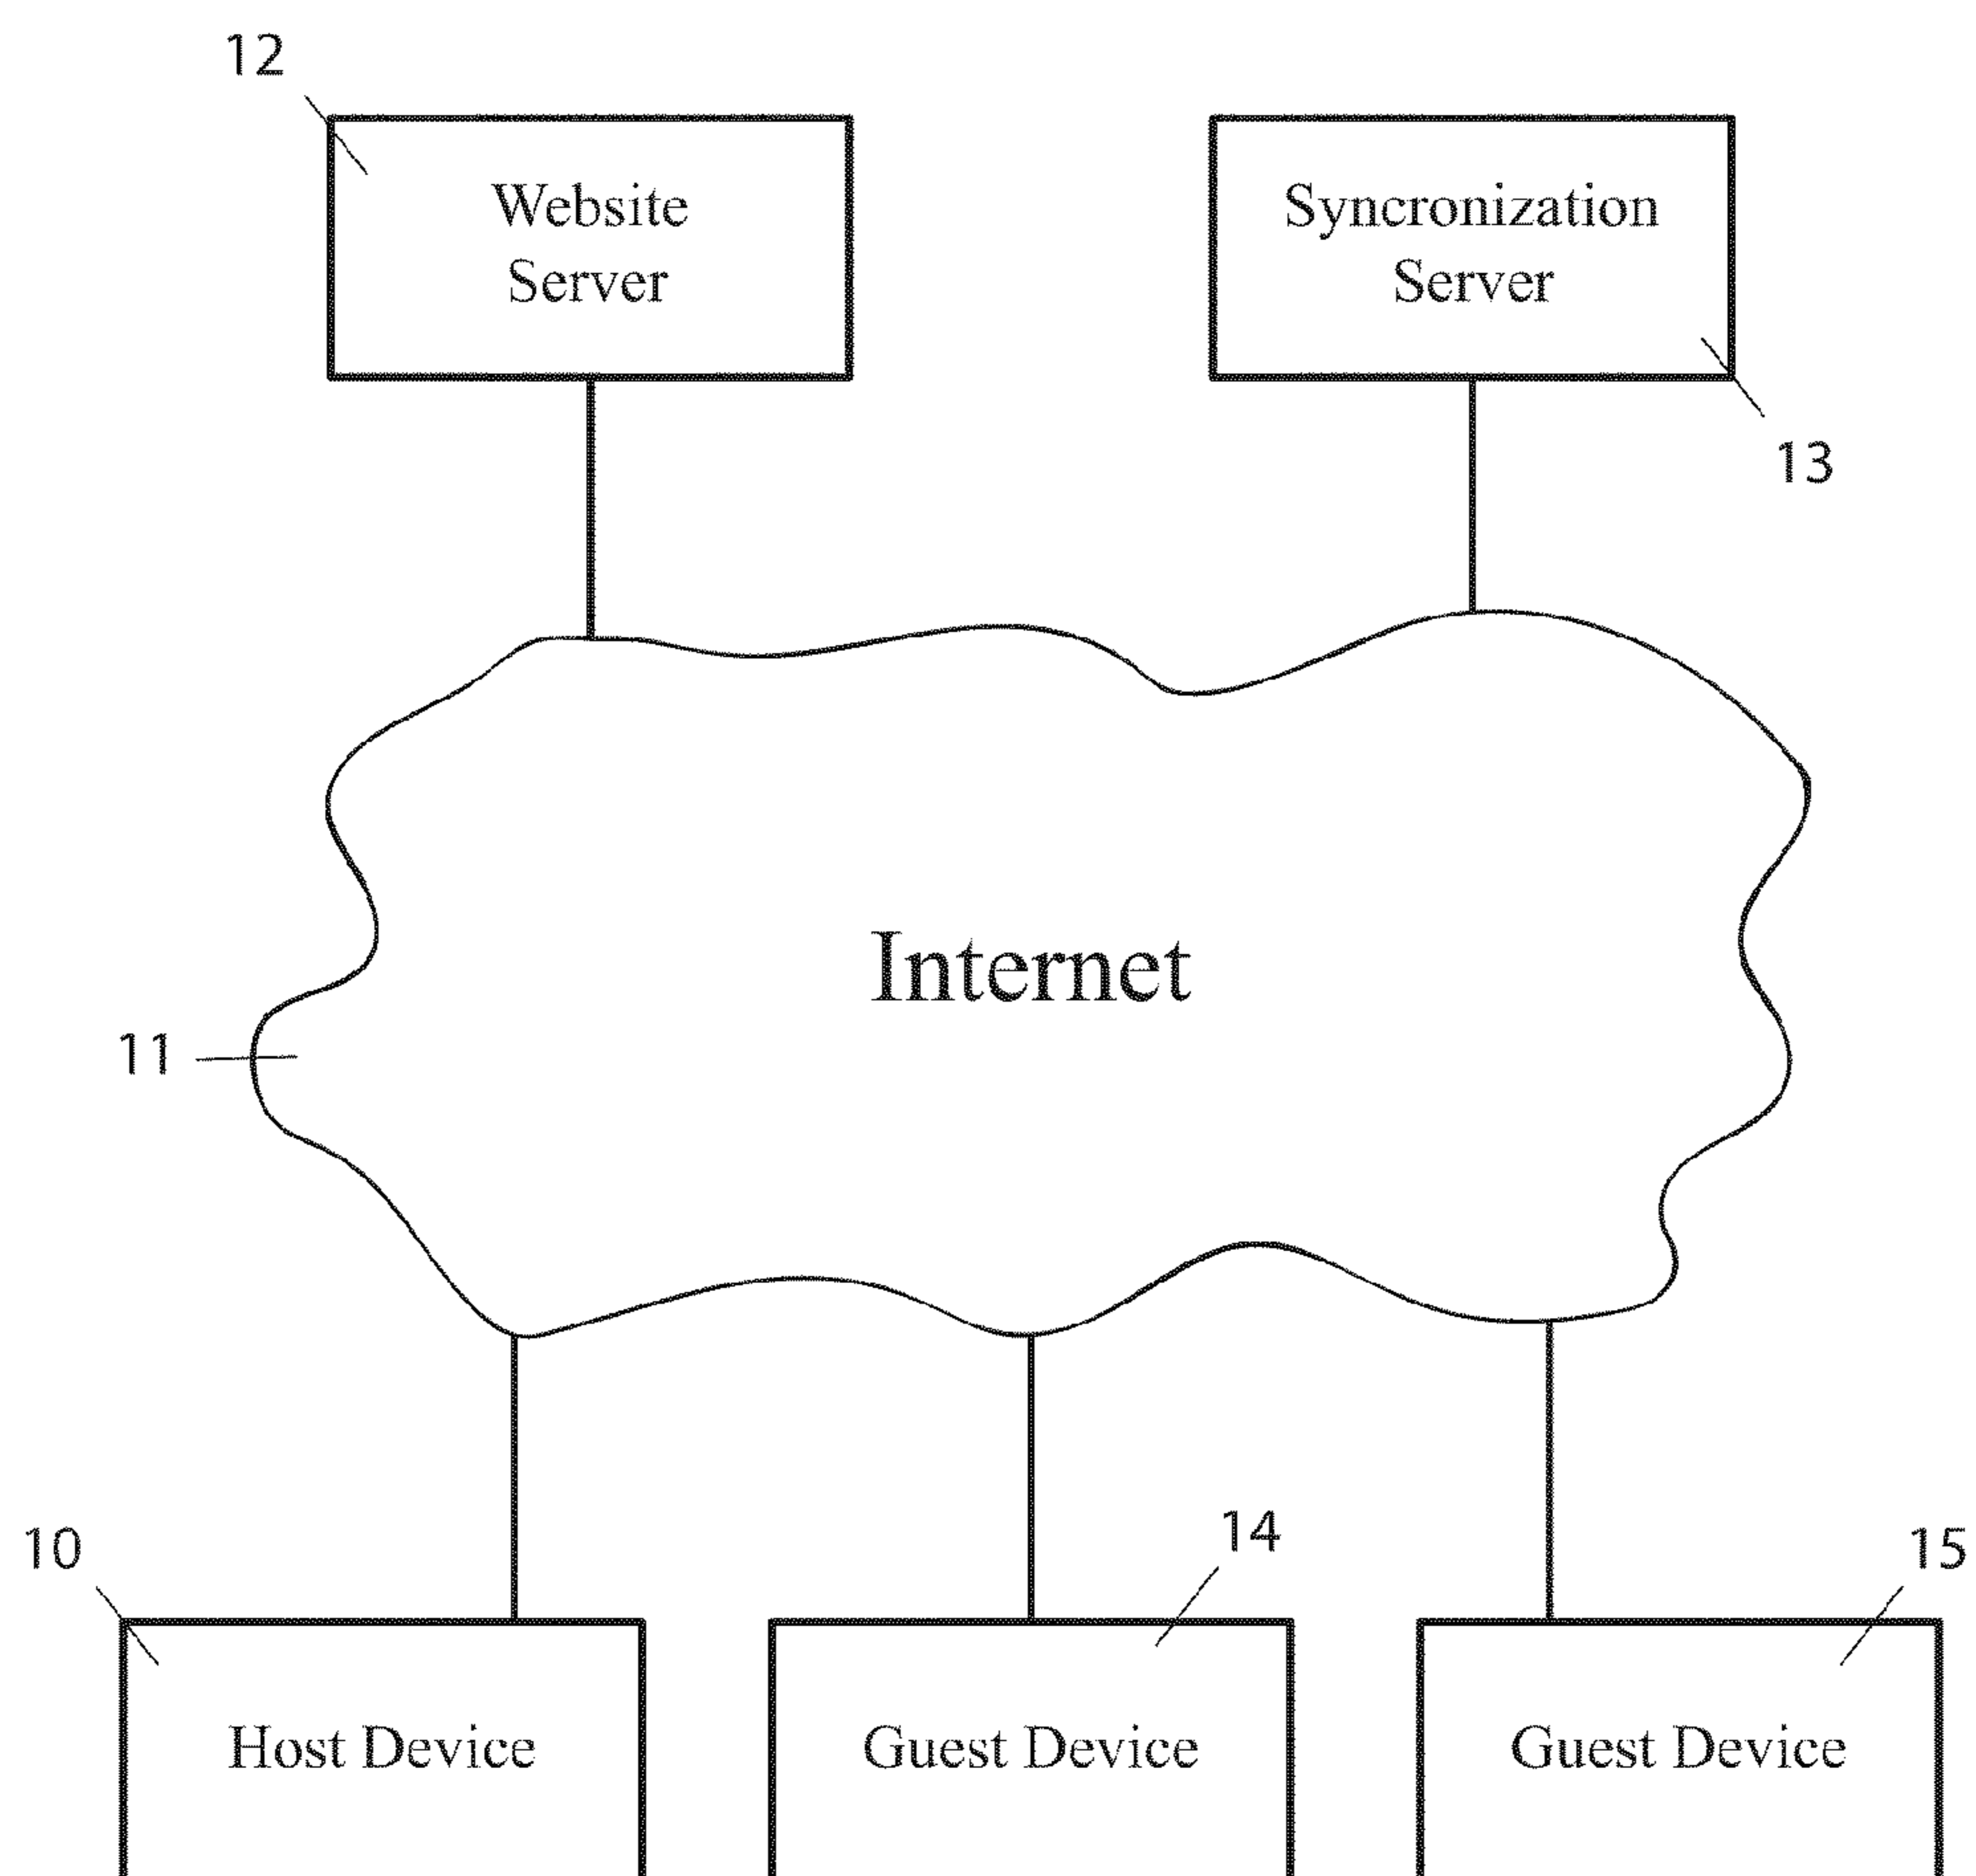 12
Website
Server
Syncronization
Server
13
Internet
11
10
14
15
Host Device
Guest Device
Guest Device